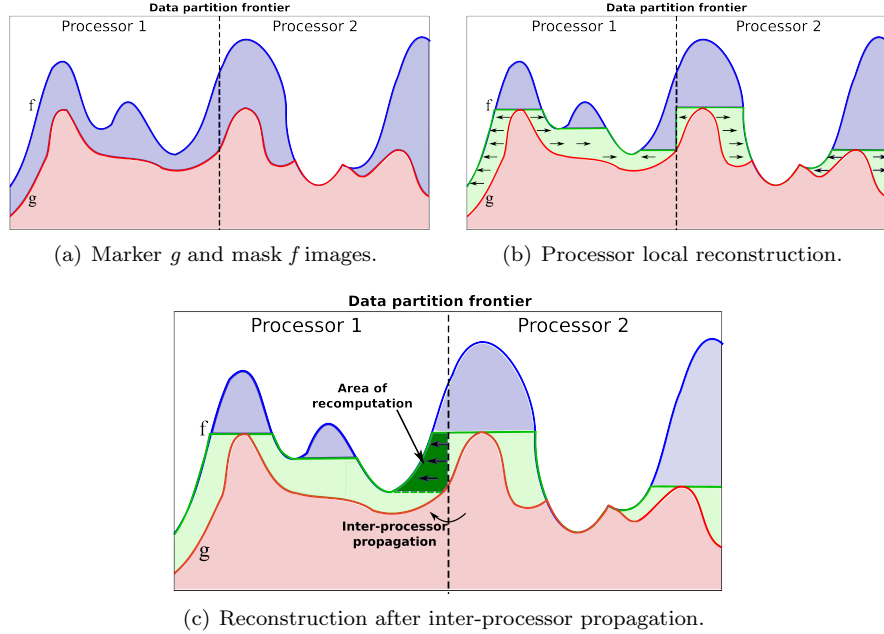 Data partition frontier
Processor 1
Processor 2
f
g
(a) Marker g and mask f images.
Data partition frontier
Processor 1
Processor 2
f
g
(b) Processor local reconstruction.
Data partition frontier
Processor 1
Processor 2
Area of
recomputation
f
Inter-processor
propagation
g
(c) Reconstruction after inter-processor propagation.